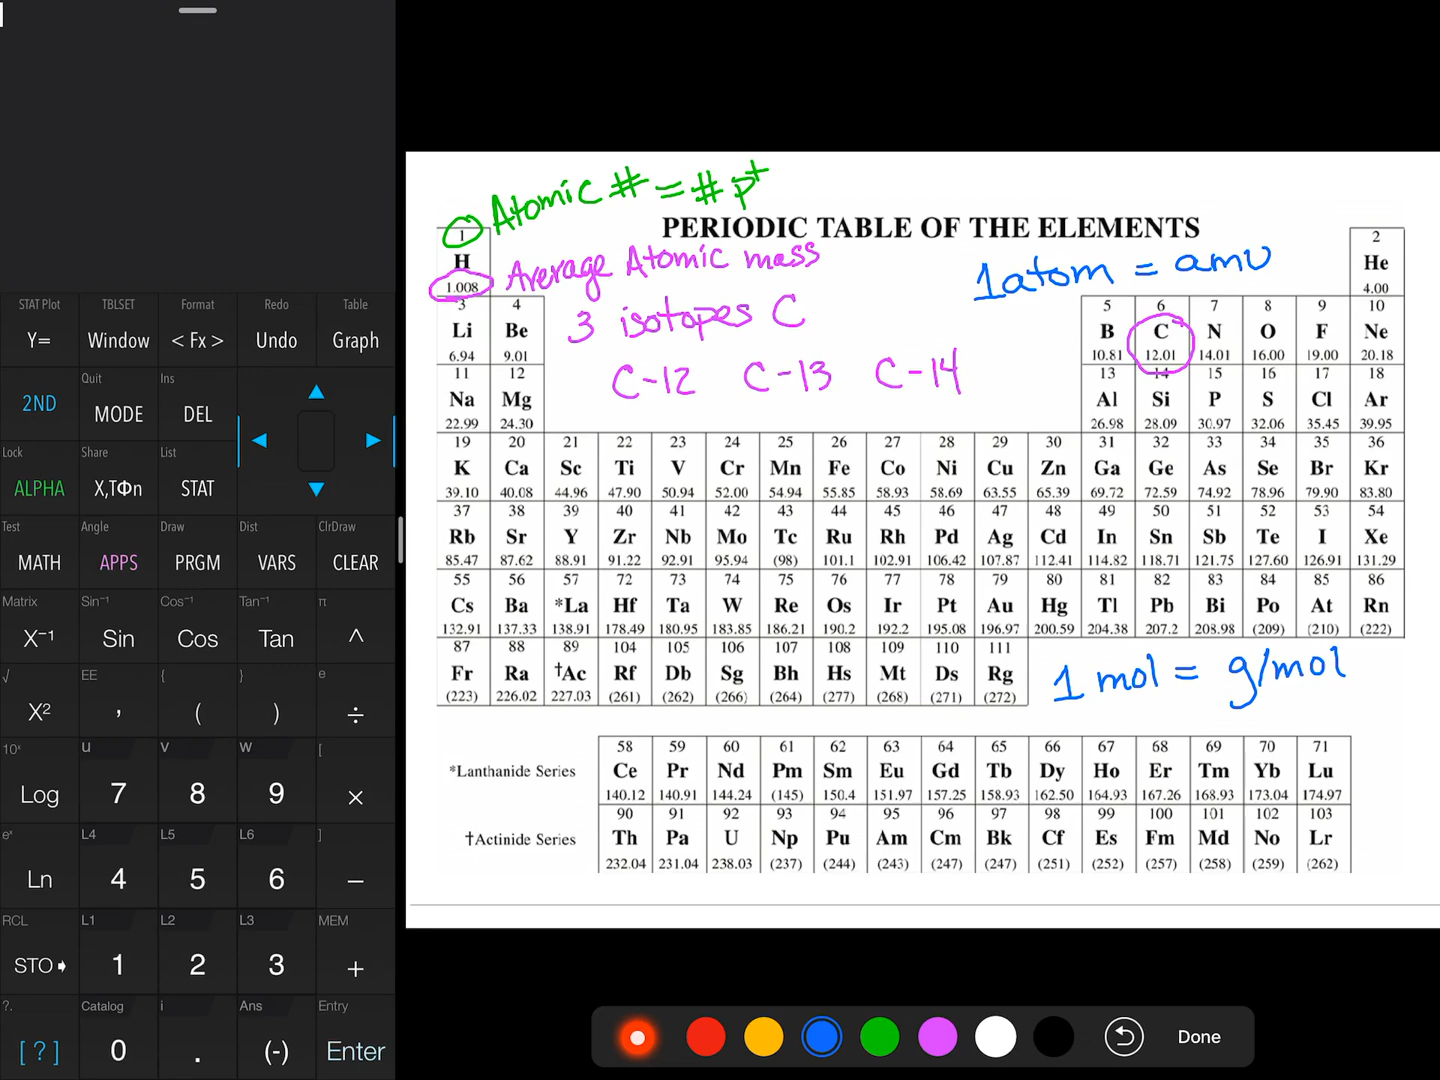 STAT Plot TBLSET Format Redo Table
Y= Window < Fx > Undo Graph
Quit Ins
2ND MODE DEL
Lock Share List
ALPHA X,TΦn STAT
Test Angle Draw Dist ClrDraw
MATH APPS PRGM VARS CLEAR
Matrix Sin⁻¹ Cos⁻¹ Tan⁻¹ π
X⁻¹ Sin Cos Tan ^
√ EE { } e
X² , ( ) ÷
10ˣ u v w [
Log 7 8 9 ×
eˣ L4 L5 L6 ]
Ln 4 5 6 −
RCL L1 L2 L3 MEM
STO➧ 1 2 3 +
?. Catalog i Ans Entry
[ ? ] 0 . (-) Enter
Atomic # = # p⁺
PERIODIC TABLE OF THE ELEMENTS
Average Atomic mass
3 isotopes C
C-12 C-13 C-14
1 atom = amu
1 2
H He
1.008 4.00
3 4 5 6 7 8 9 10
Li Be B C N O F Ne
6.94 9.01 10.81 12.01 14.01 16.00 19.00 20.18
11 12 13 14 15 16 17 18
Na Mg Al Si P S Cl Ar
22.99 24.30 26.98 28.09 30.97 32.06 35.45 39.95
19 20 21 22 23 24 25 26 27 28 29 30 31 32 33 34 35 36
K Ca Sc Ti V Cr Mn Fe Co Ni Cu Zn Ga Ge As Se Br Kr
39.10 40.08 44.96 47.90 50.94 52.00 54.94 55.85 58.93 58.69 63.55 65.39 69.72 72.59 74.92 78.96 79.90 83.80
37 38 39 40 41 42 43 44 45 46 47 48 49 50 51 52 53 54
Rb Sr Y Zr Nb Mo Tc Ru Rh Pd Ag Cd In Sn Sb Te I Xe
85.47 87.62 88.91 91.22 92.91 95.94 (98) 101.1 102.91 106.42 107.87 112.41 114.82 118.71 121.75 127.60 126.91 131.29
55 56 57 72 73 74 75 76 77 78 79 80 81 82 83 84 85 86
Cs Ba *La Hf Ta W Re Os Ir Pt Au Hg Tl Pb Bi Po At Rn
132.91 137.33 138.91 178.49 180.95 183.85 186.21 190.2 192.2 195.08 196.97 200.59 204.38 207.2 208.98 (209) (210) (222)
87 88 89 104 105 106 107 108 109 110 111
Fr Ra †Ac Rf Db Sg Bh Hs Mt Ds Rg
(223) 226.02 227.03 (261) (262) (266) (264) (277) (268) (271) (272)
1 mol = g/mol
58 59 60 61 62 63 64 65 66 67 68 69 70 71
*Lanthanide Series Ce Pr Nd Pm Sm Eu Gd Tb Dy Ho Er Tm Yb Lu
140.12 140.91 144.24 (145) 150.4 151.97 157.25 158.93 162.50 164.93 167.26 168.93 173.04 174.97
90 91 92 93 94 95 96 97 98 99 100 101 102 103
†Actinide Series Th Pa U Np Pu Am Cm Bk Cf Es Fm Md No Lr
232.04 231.04 238.03 (237) (244) (243) (247) (247) (251) (252) (257) (258) (259) (262)
Done